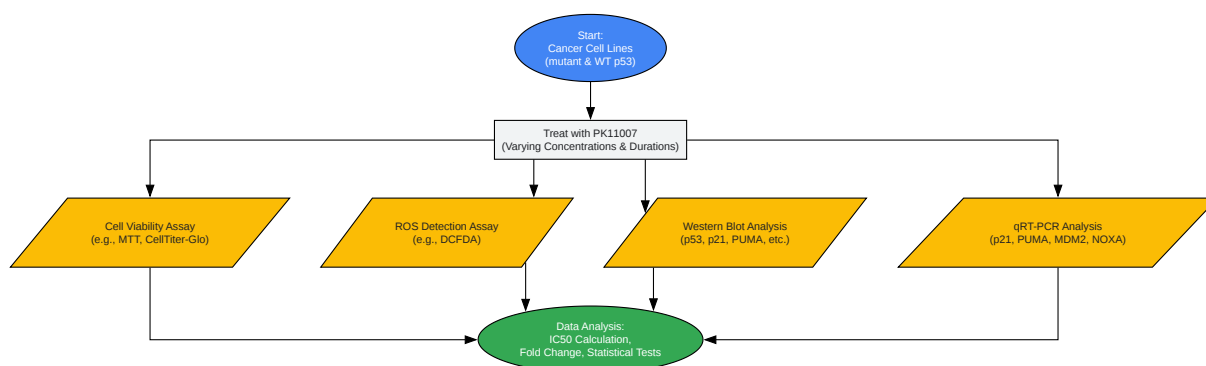 Start:
Cancer Cell Lines
(mutant & WT p53)
Treat with PK11007
(Varying Concentrations & Durations)
Cell Viability Assay
(e.g., MTT, CellTiter-Glo)
ROS Detection Assay
(e.g., DCFDA)
Western Blot Analysis
(p53, p21, PUMA, etc.)
qRT-PCR Analysis
(p21, PUMA, MDM2, NOXA)
Data Analysis:
IC50 Calculation,
Fold Change, Statistical Tests